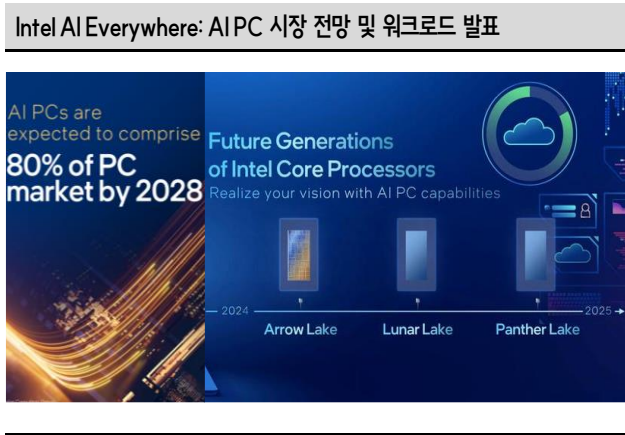 Intel AI Everywhere: AI PC 시장 전망 및 워크로드 발표
AI PCs are
expected to comprise
80% of PC
market by 2028
Future Generations
of Intel Core Processors
Realize your vision with AI PC capabilities
2024
2025
Arrow Lake
Lunar Lake
Panther Lake